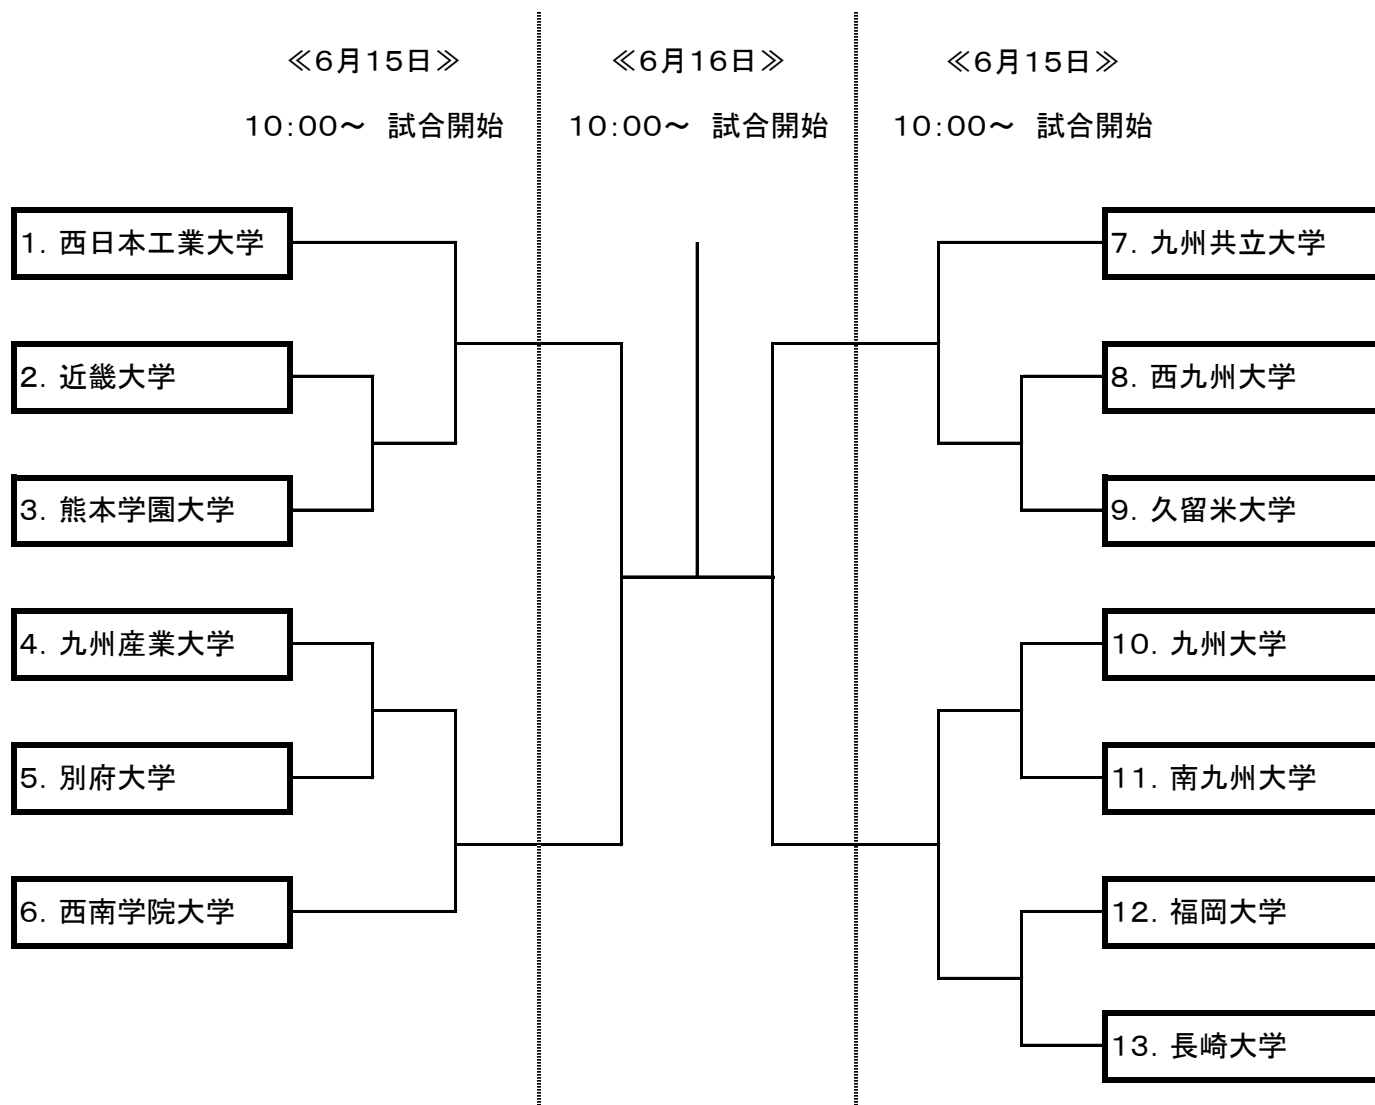 ≪6月15日≫
10:00～ 試合開始
≪6月16日≫
10:00～ 試合開始
≪6月15日≫
10:00～ 試合開始
1. 西日本工業大学
2. 近畿大学
3. 熊本学園大学
4. 九州産業大学
5. 別府大学
6. 西南学院大学
7. 九州共立大学
8. 西九州大学
9. 久留米大学
10. 九州大学
11. 南九州大学
12. 福岡大学
13. 長崎大学